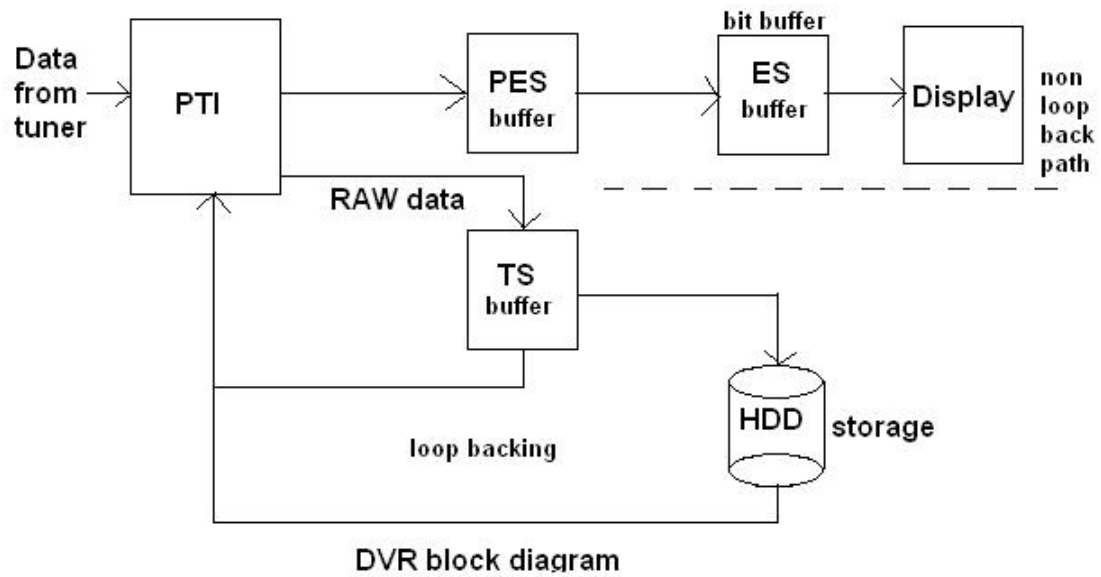 Data
from
tuner
PTI
PES
buffer
bit buffer
ES
buffer
Display
non
loop
back
path
RAW data
TS
buffer
HDD
storage
loop backing
DVR block diagram